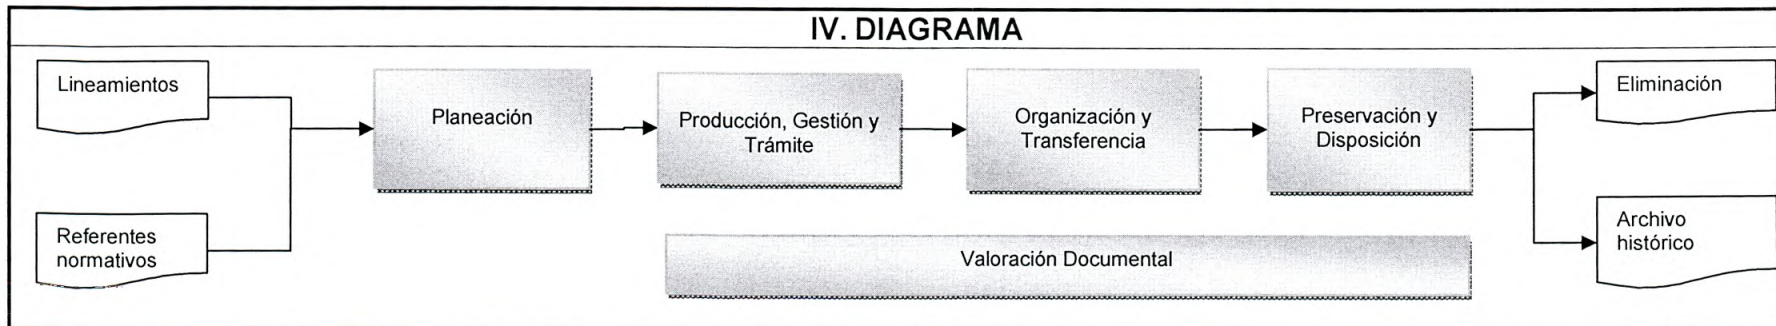 IV. DIAGRAMA
Lineamientos
Referentes
normativos
Planeación
Producción, Gestión y
Trámite
Organización y
Transferencia
Preservación y
Disposición
Valoración Documental
Eliminación
Archivo
histórico